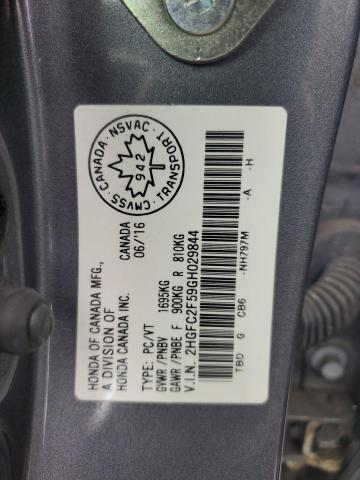 HONDA OF CANADA MFG.,
A DIVISION OF
HONDA CANADA INC.
CANADA
06/'16
TYPE: PC/VT
GVWR /PNBV 1695KG
GAWR /PNBE F 900KG R 810KG
V.I.N. 2HGFC2F59GH029844
TBD G CB6 -NH797M -A -H
CMVSS·CANADA·NSVAC
TRANSPORT
942